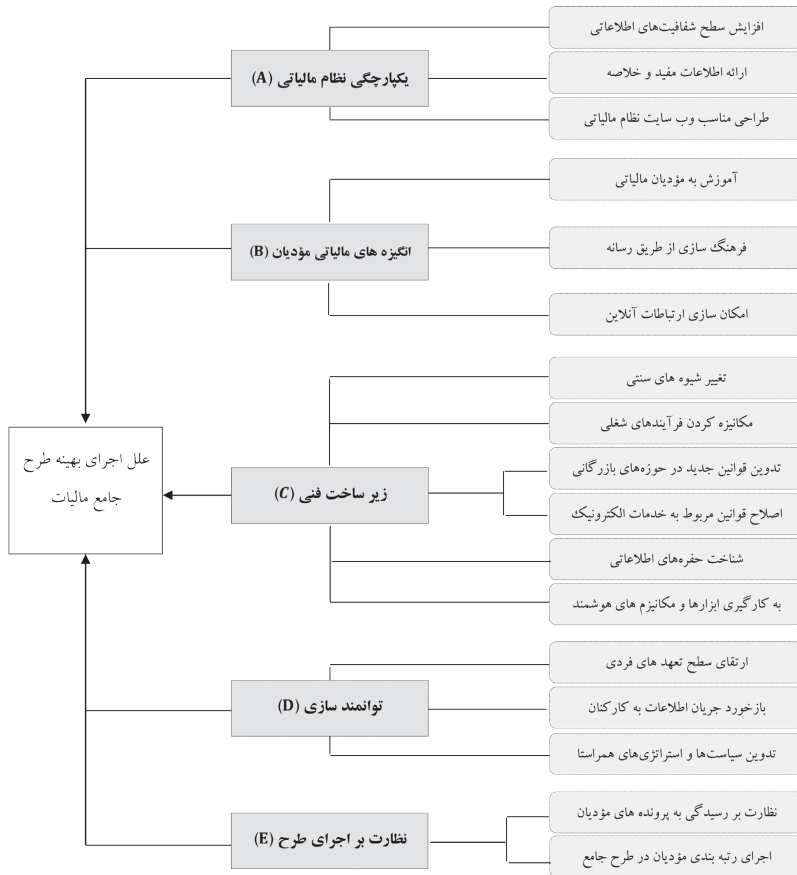 افزایش سطح شفافیت‌های اطلاعاتی
یکپارچگی نظام مالیاتی (A)
ارائه اطلاعات مفید و خلاصه
طراحی مناسب وب سایت نظام مالیاتی
آموزش به مؤدیان مالیاتی
انگیزه های مالیاتی مؤدیان (B)
فرهنگ سازی از طریق رسانه
امکان سازی ارتباطات آنلاین
تغییر شیوه های سنتی
مکانیزه کردن فرآیندهای شغلی
تدوین قوانین جدید در حوزه‌های بازرگانی
زیر ساخت فنی (C)
اصلاح قوانین مربوط به خدمات الکترونیک
شناخت حفره‌های اطلاعاتی
به کارگیری ابزارها و مکانیزم های هوشمند
علل اجرای بهینه طرح
جامع مالیات
ارتقای سطح تعهد های فردی
توانمند سازی (D)
بازخورد جریان اطلاعات به کارکنان
تدوین سیاست‌ها و استراتژی‌های همراستا
نظارت بر رسیدگی به پرونده های مؤدیان
نظارت بر اجرای طرح (E)
اجرای رتبه بندی مؤدیان در طرح جامع